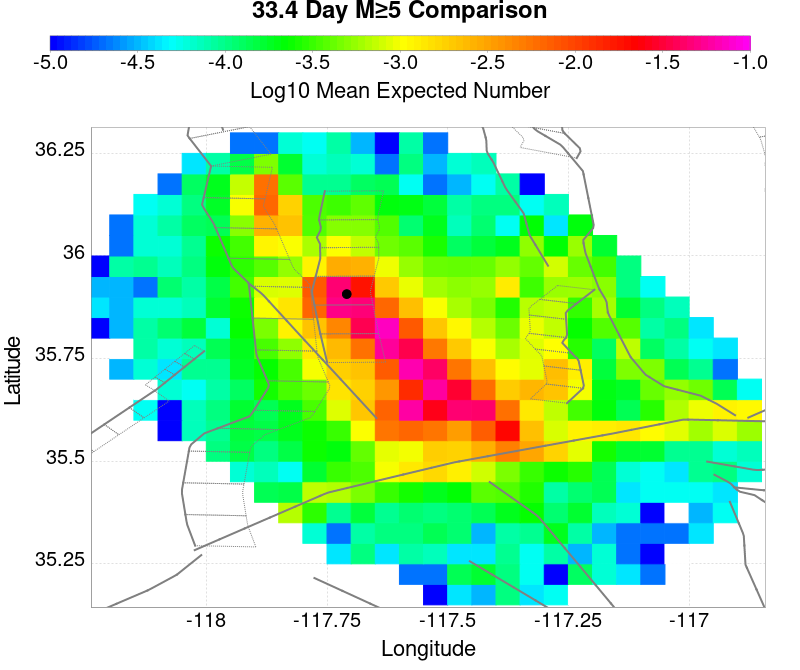 33.4 Day M≥5 Comparison
-5.0 -4.5 -4.0 -3.5 -3.0 -2.5 -2.0 -1.5 -1.0
Log10 Mean Expected Number
36.25
36
35.75
35.5
35.25
Latitude
-118 -117.75 -117.5 -117.25 -117
Longitude